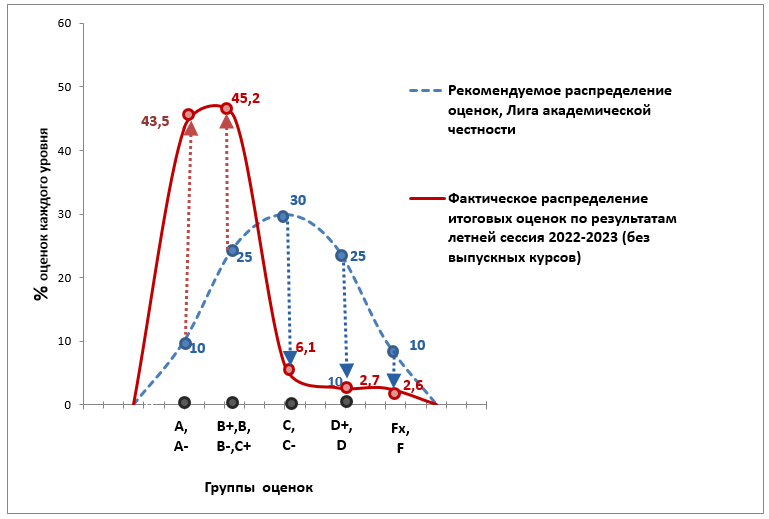 60
50
40
30
20
10
0
% оценок каждого уровня
43,5
45,2
10
25
30
25
10
6,1
10
2,7
2,6
A,
A-
B+,B,
B-,C+
C,
C-
D+,
D
Fx,
F
Группы оценок
Рекомендуемое распределение
оценок, Лига академической
честности
Фактическое распределение
итоговых оценок по результатам
летней сессия 2022-2023 (без
выпускных курсов)